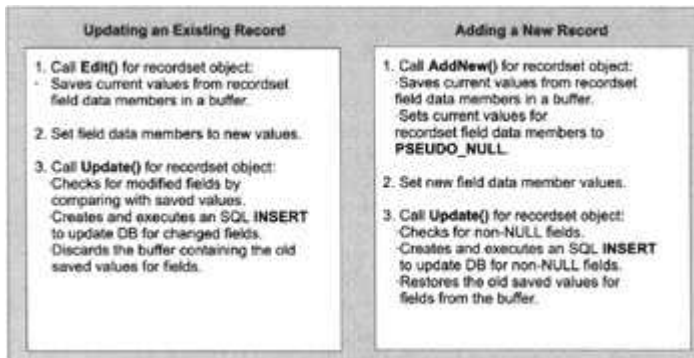 Updating an Existing Record
1. Call Edit() for recordset object:
· Saves current values from recordset
field data members in a buffer.
2. Set field data members to new values.
3. Call Update() for recordset object:
·Checks for modified fields by
comparing with saved values.
·Creates and executes an SQL INSERT
to update DB for changed fields.
·Discards the buffer containing the old
saved values for fields.
Adding a New Record
1. Call AddNew() for recordset object:
·Saves current values from recordset
field data members in a buffer.
·Sets current values for
recordset field data members to
PSEUDO_NULL.
2. Set new field data member values.
3. Call Update() for recordset object:
·Checks for non-NULL fields.
·Creates and executes an SQL INSERT
to update DB for non-NULL fields.
·Restores the old saved values for
fields from the buffer.